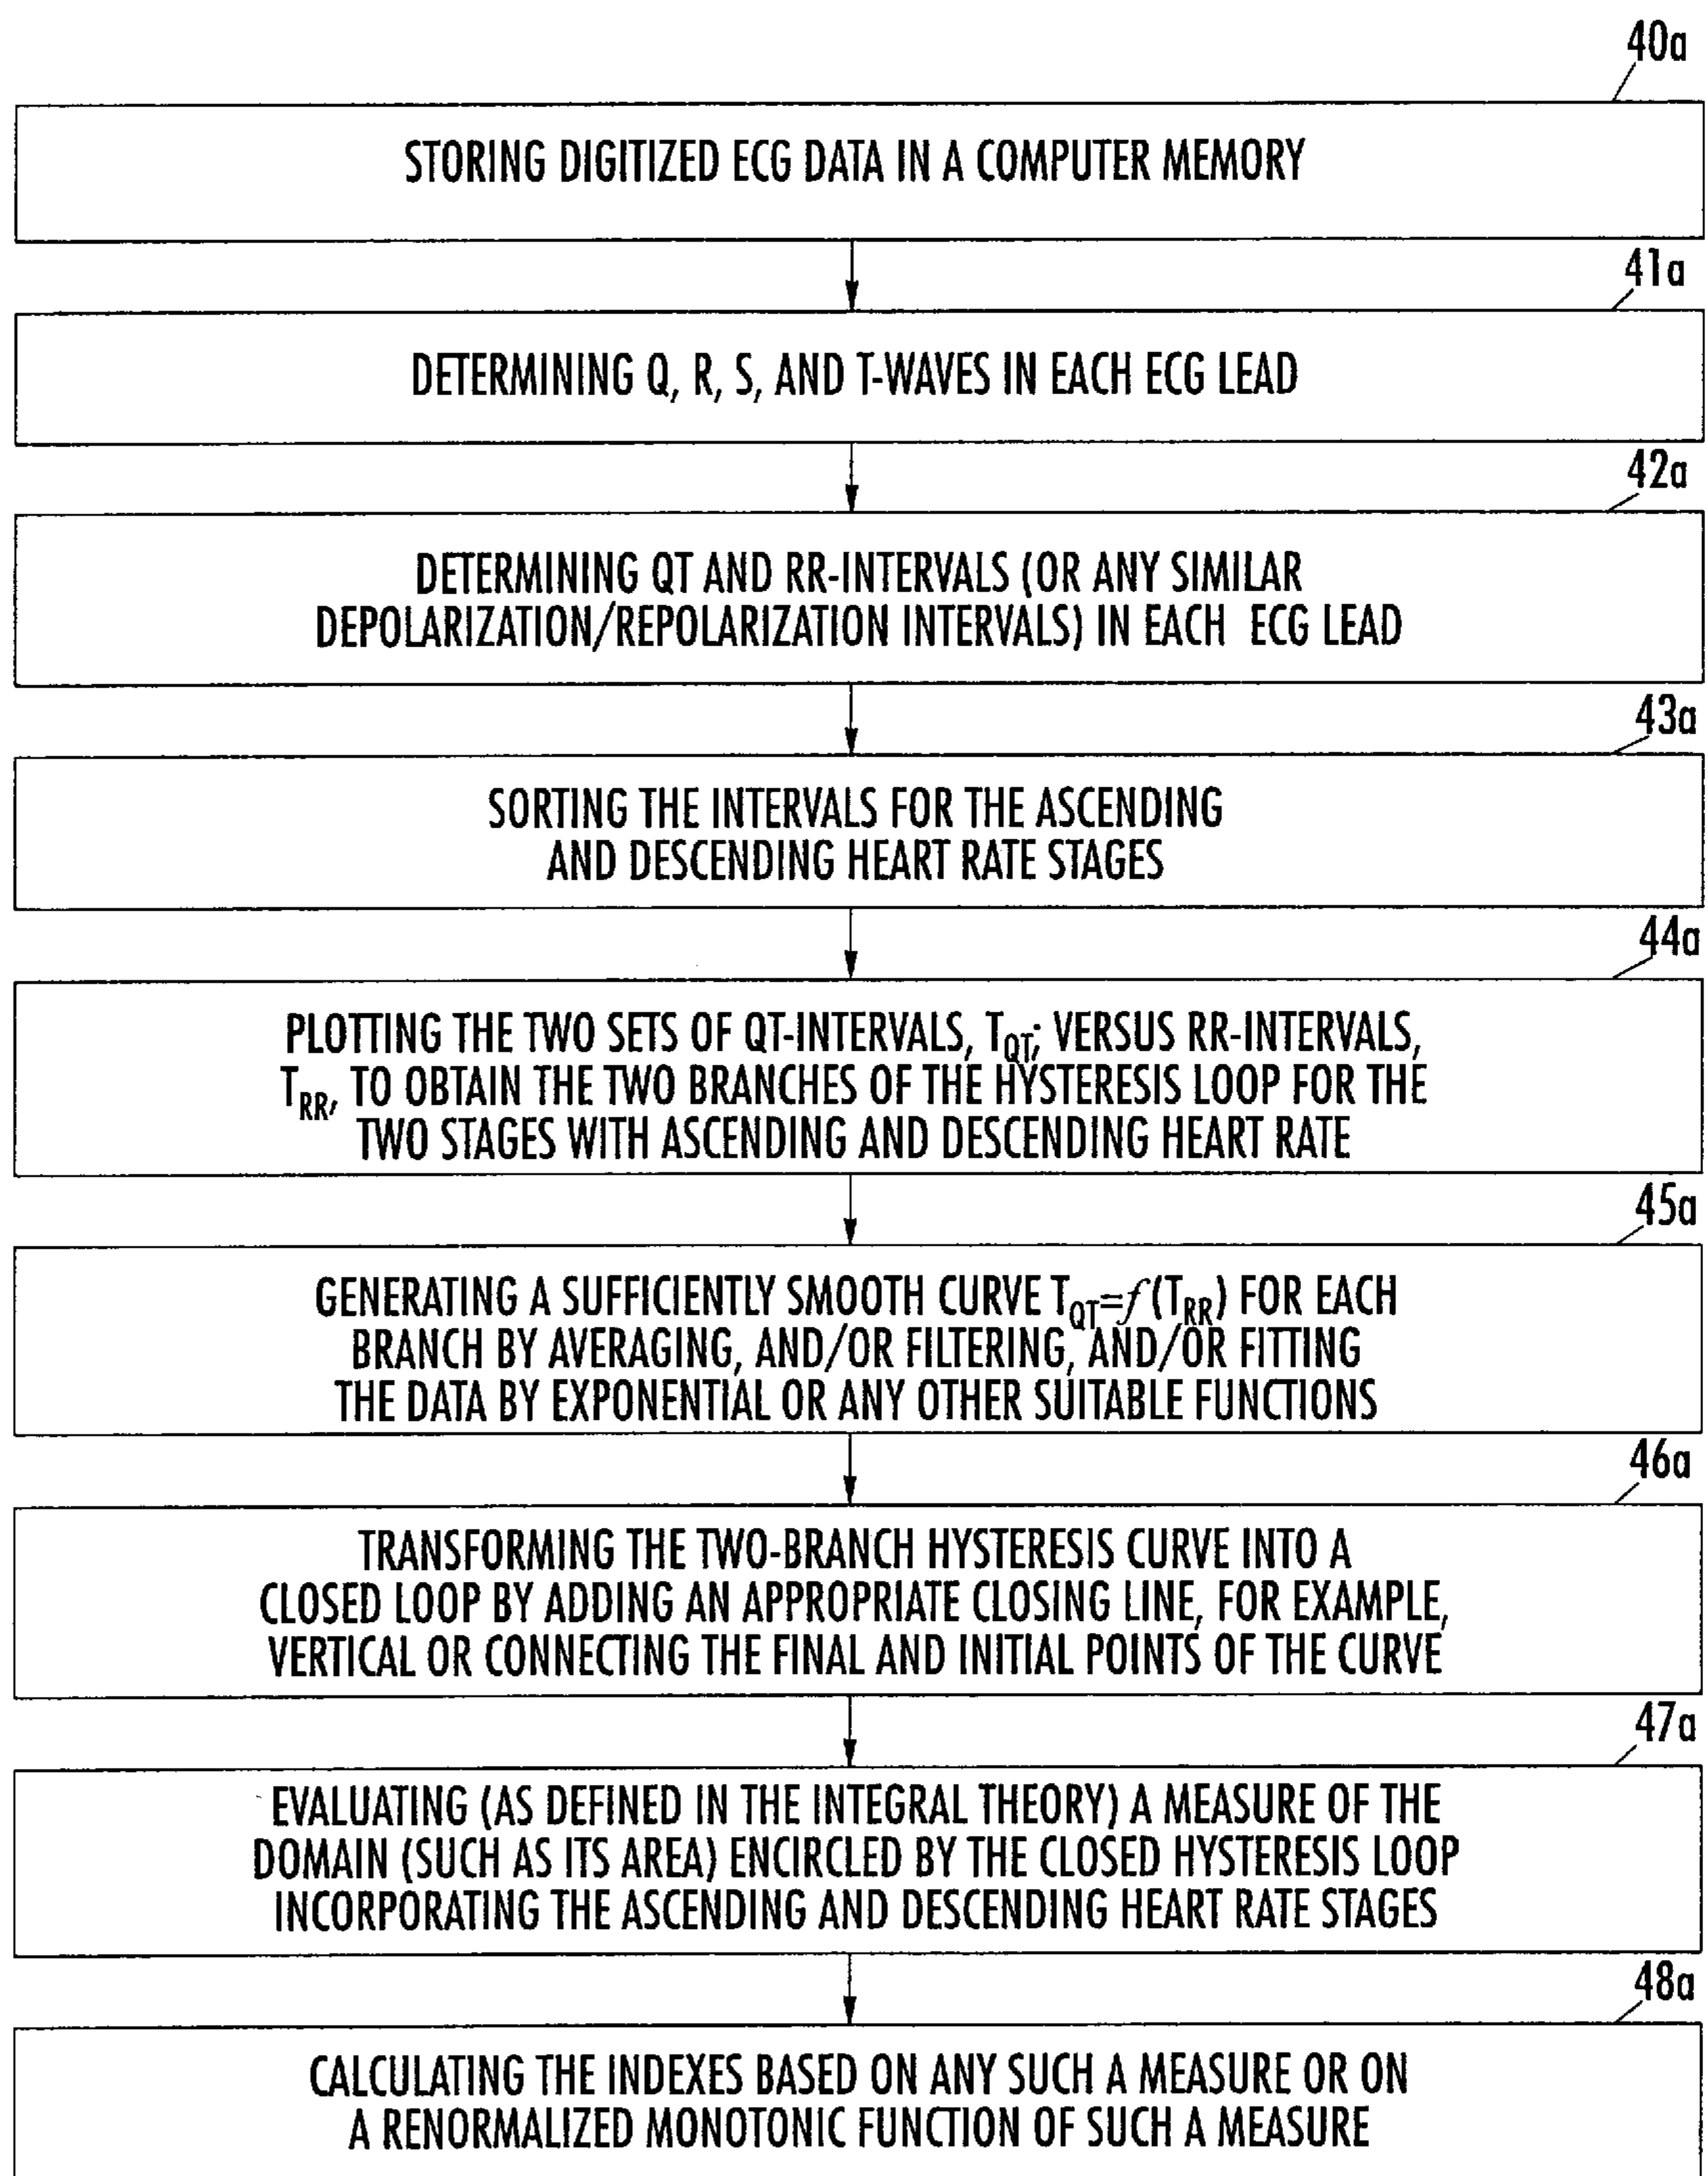 40a
STORING DIGITIZED ECG DATA IN A COMPUTER MEMORY
41a
DETERMINING Q, R, S, AND T-WAVES IN EACH ECG LEAD
42a
DETERMINING QT AND RR-INTERVALS (OR ANY SIMILAR
DEPOLARIZATION/REPOLARIZATION INTERVALS) IN EACH ECG LEAD
43a
SORTING THE INTERVALS FOR THE ASCENDING
AND DESCENDING HEART RATE STAGES
44a
PLOTTING THE TWO SETS OF QT-INTERVALS, TQT; VERSUS RR-INTERVALS,
TRR, TO OBTAIN THE TWO BRANCHES OF THE HYSTERESIS LOOP FOR THE
TWO STAGES WITH ASCENDING AND DESCENDING HEART RATE
45a
GENERATING A SUFFICIENTLY SMOOTH CURVE TQT=f(TRR) FOR EACH
BRANCH BY AVERAGING, AND/OR FILTERING, AND/OR FITTING
THE DATA BY EXPONENTIAL OR ANY OTHER SUITABLE FUNCTIONS
46a
TRANSFORMING THE TWO-BRANCH HYSTERESIS CURVE INTO A
CLOSED LOOP BY ADDING AN APPROPRIATE CLOSING LINE, FOR EXAMPLE,
VERTICAL OR CONNECTING THE FINAL AND INITIAL POINTS OF THE CURVE
47a
EVALUATING (AS DEFINED IN THE INTEGRAL THEORY) A MEASURE OF THE
DOMAIN (SUCH AS ITS AREA) ENCIRCLED BY THE CLOSED HYSTERESIS LOOP
INCORPORATING THE ASCENDING AND DESCENDING HEART RATE STAGES
48a
CALCULATING THE INDEXES BASED ON ANY SUCH A MEASURE OR ON
A RENORMALIZED MONOTONIC FUNCTION OF SUCH A MEASURE